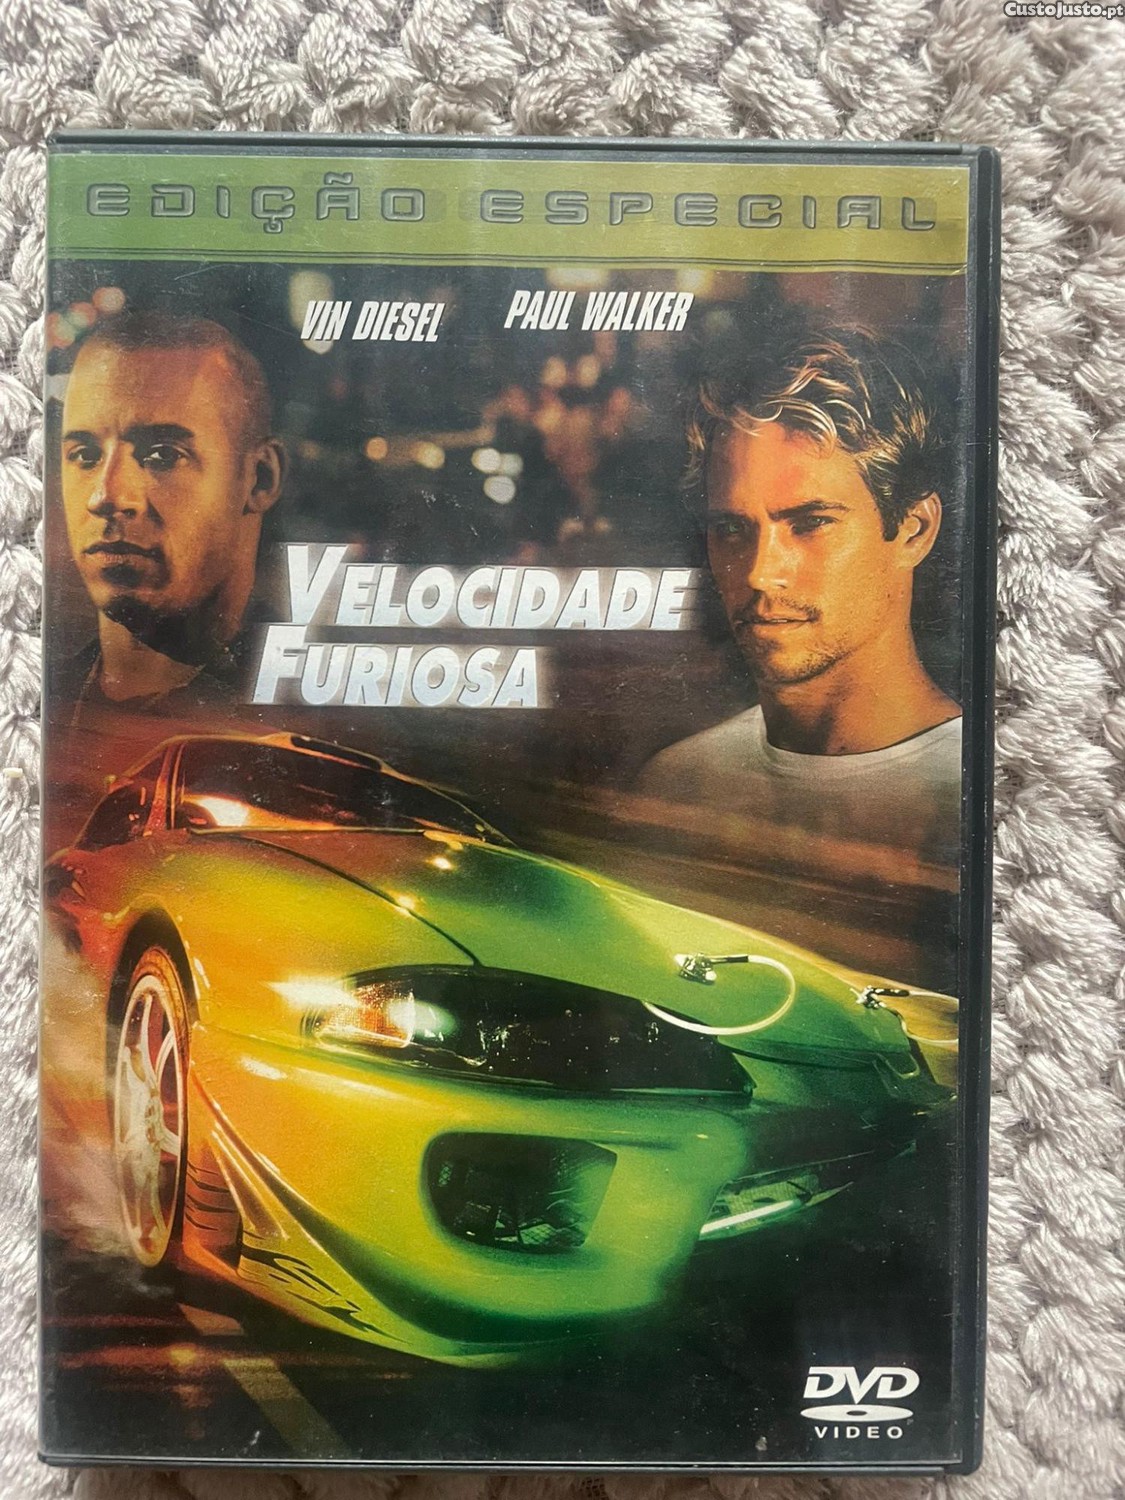 CustoJusto.pt
EDIÇÃO ESPECIAL
VIN DIESEL PAUL WALKER
VELOCIDADE
FURIOSA
DVD
VIDEO